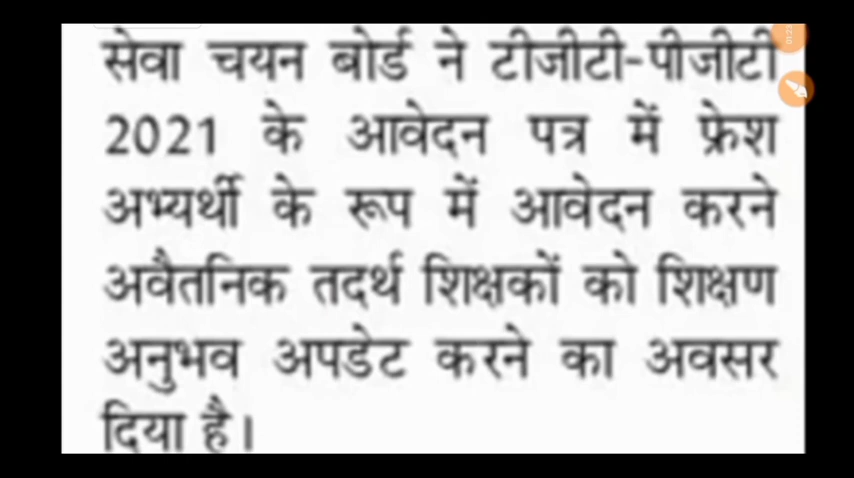 सेवा चयन बोर्ड ने टीजीटी-पीजीटी
2021 के आवेदन पत्र में फ्रेश
अभ्यर्थी के रूप में आवेदन करने
अवैतनिक तदर्थ शिक्षकों को शिक्षण
अनुभव अपडेट करने का अवसर
दिया है।